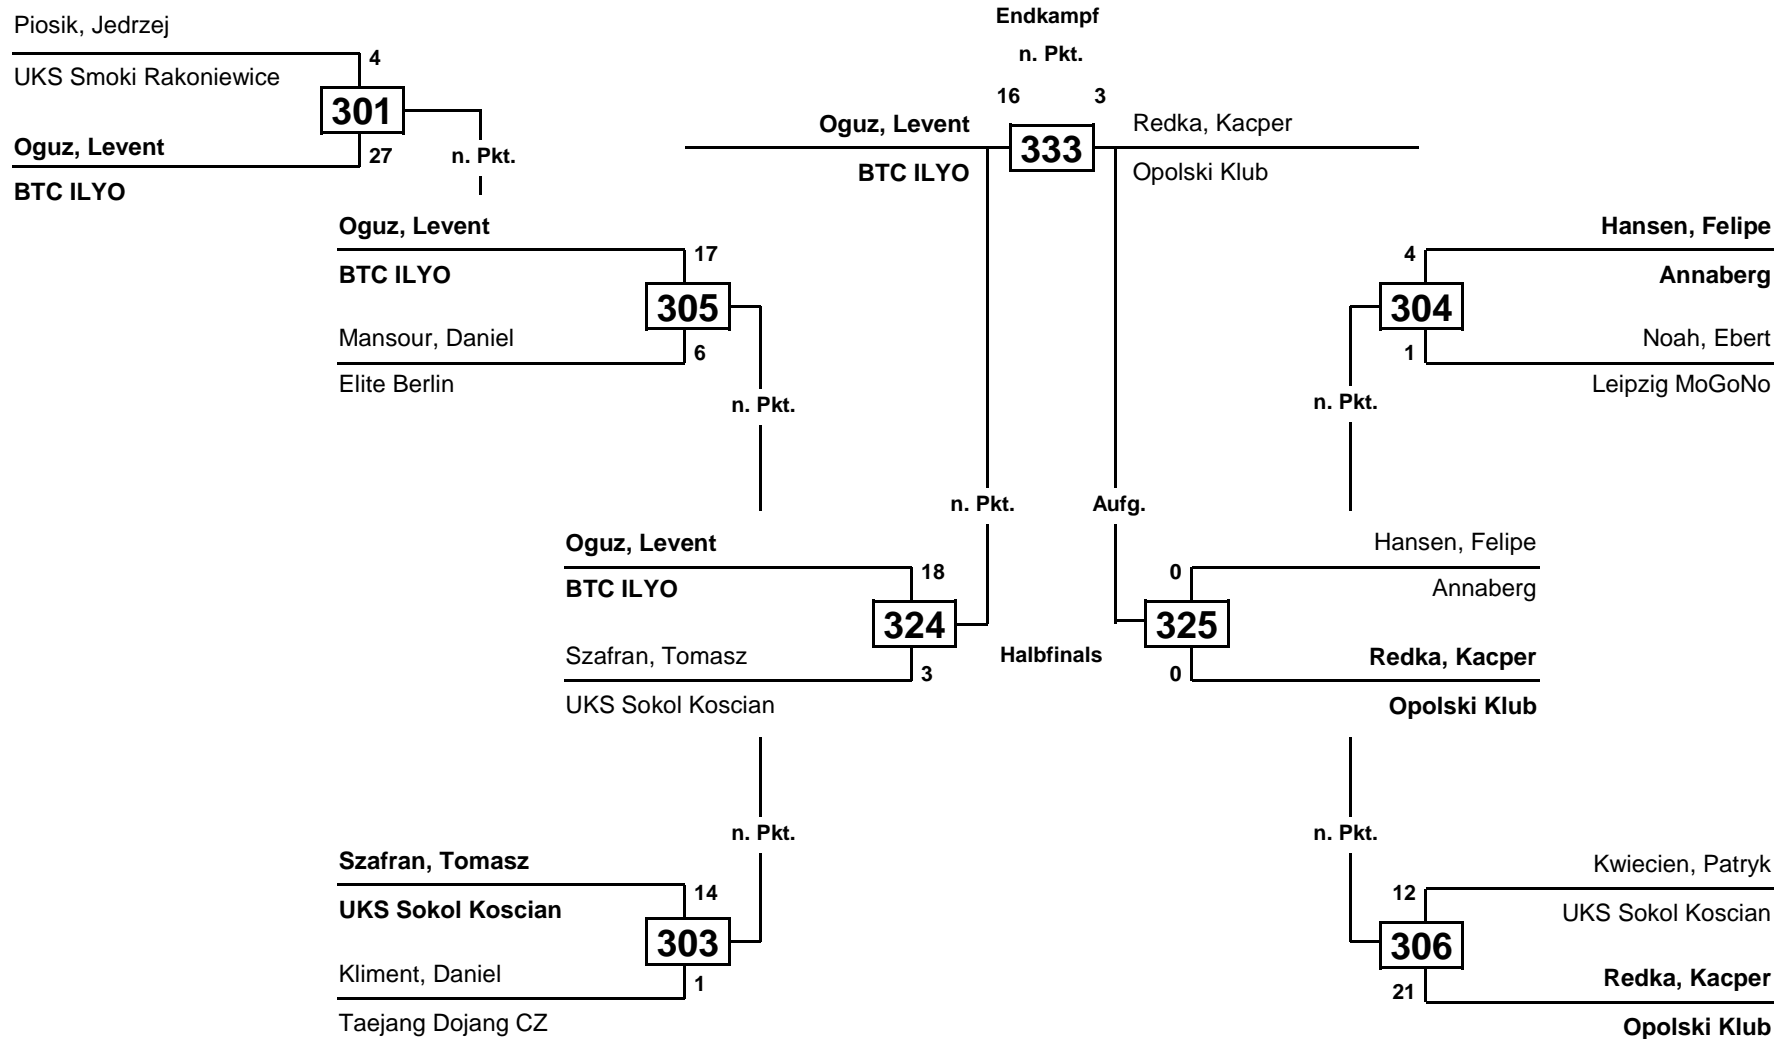 Piosik, Jedrzej
4
UKS Smoki Rakoniewice
301
Oguz, Levent
27
n. Pkt.
BTC ILYO
Endkampf
n. Pkt.
16
3
Oguz, Levent
333
Redka, Kacper
BTC ILYO
Opolski Klub
Oguz, Levent
17
BTC ILYO
305
Mansour, Daniel
6
Elite Berlin
n. Pkt.
Hansen, Felipe
4
Annaberg
304
Noah, Ebert
1
Leipzig MoGoNo
n. Pkt.
n. Pkt.
Aufg.
Oguz, Levent
18
BTC ILYO
324
Szafran, Tomasz
3
UKS Sokol Koscian
Halbfinals
Hansen, Felipe
0
Annaberg
325
Redka, Kacper
0
Opolski Klub
n. Pkt.
Szafran, Tomasz
14
UKS Sokol Koscian
303
Kliment, Daniel
1
Taejang Dojang CZ
n. Pkt.
Kwiecien, Patryk
12
UKS Sokol Koscian
306
Redka, Kacper
21
Opolski Klub